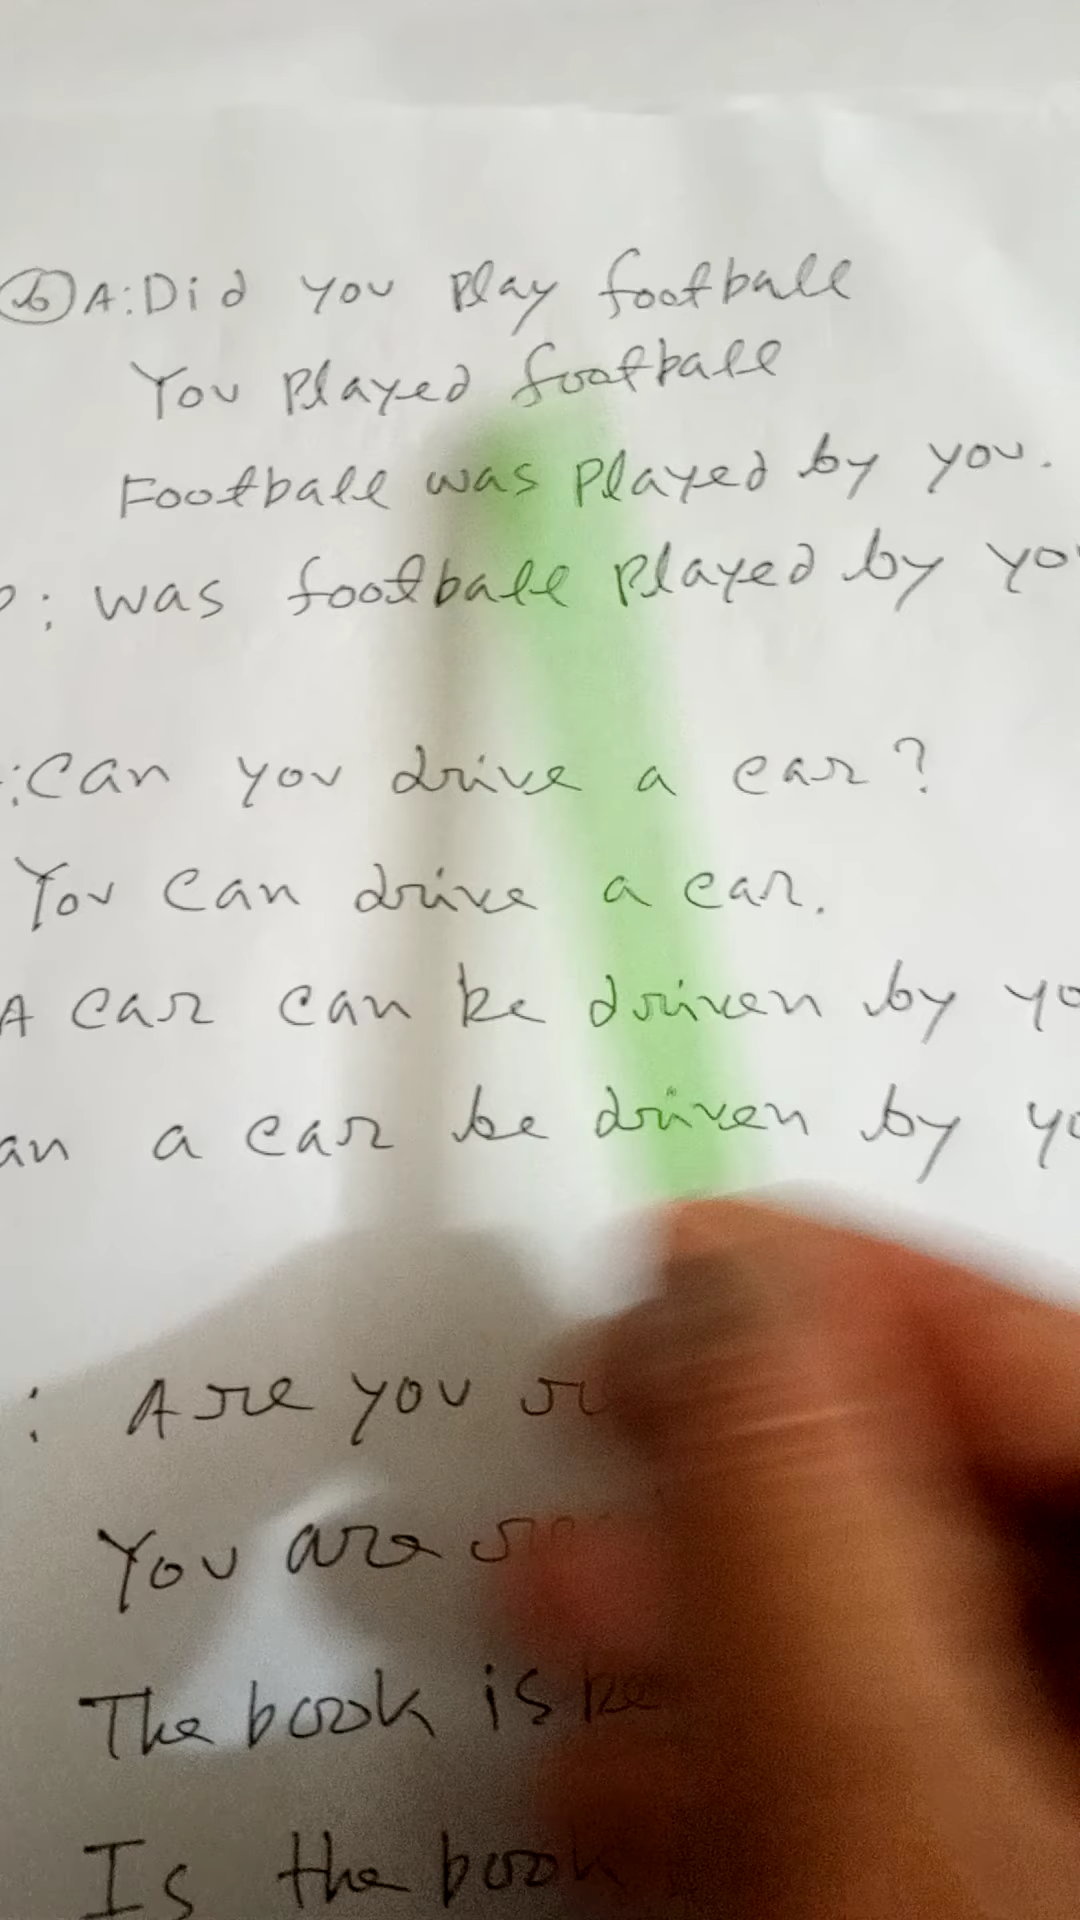 A: Did you play football
You played football
Football was played by you.
: was football played by
: Can you drive a car?
You can drive a car.
A car can be driven by
a car be driven by
: Are you
You are
The book is
Is the book